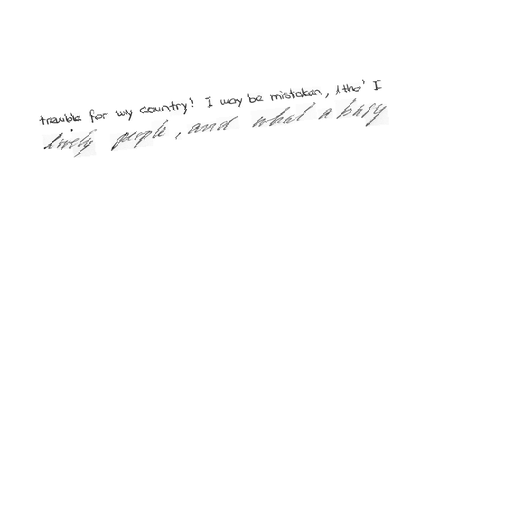 tremble for my country! I may be mistaken, tho' I
lively people, and what a busy